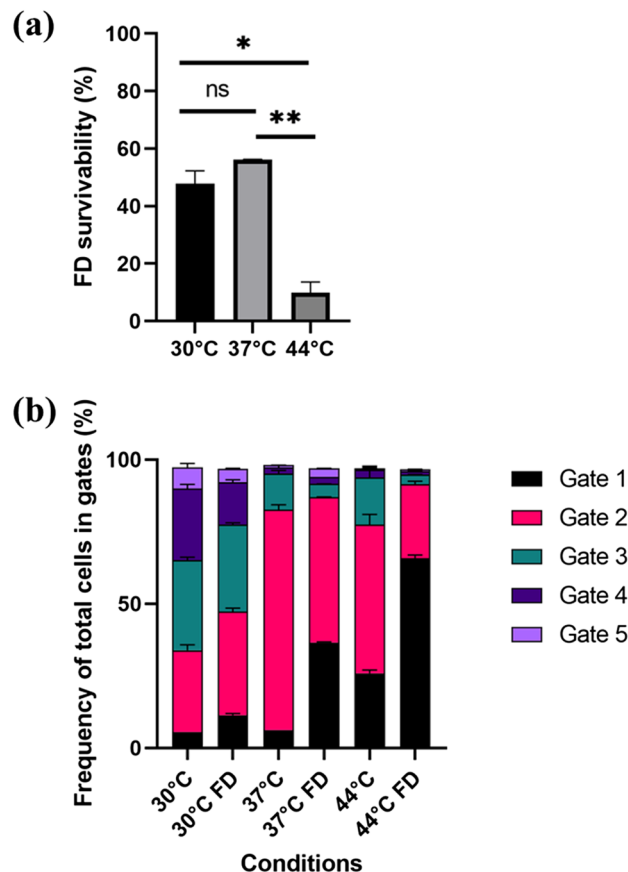 (a)
FD survivability (%)
100
80
60
40
20
0
*
ns
**
30°C 37°C 44°C
(b)
Frequency of total cells in gates (%)
100
50
0
30°C
30°C FD
37°C
37°C FD
44°C
44°C FD
Conditions
Gate 1
Gate 2
Gate 3
Gate 4
Gate 5